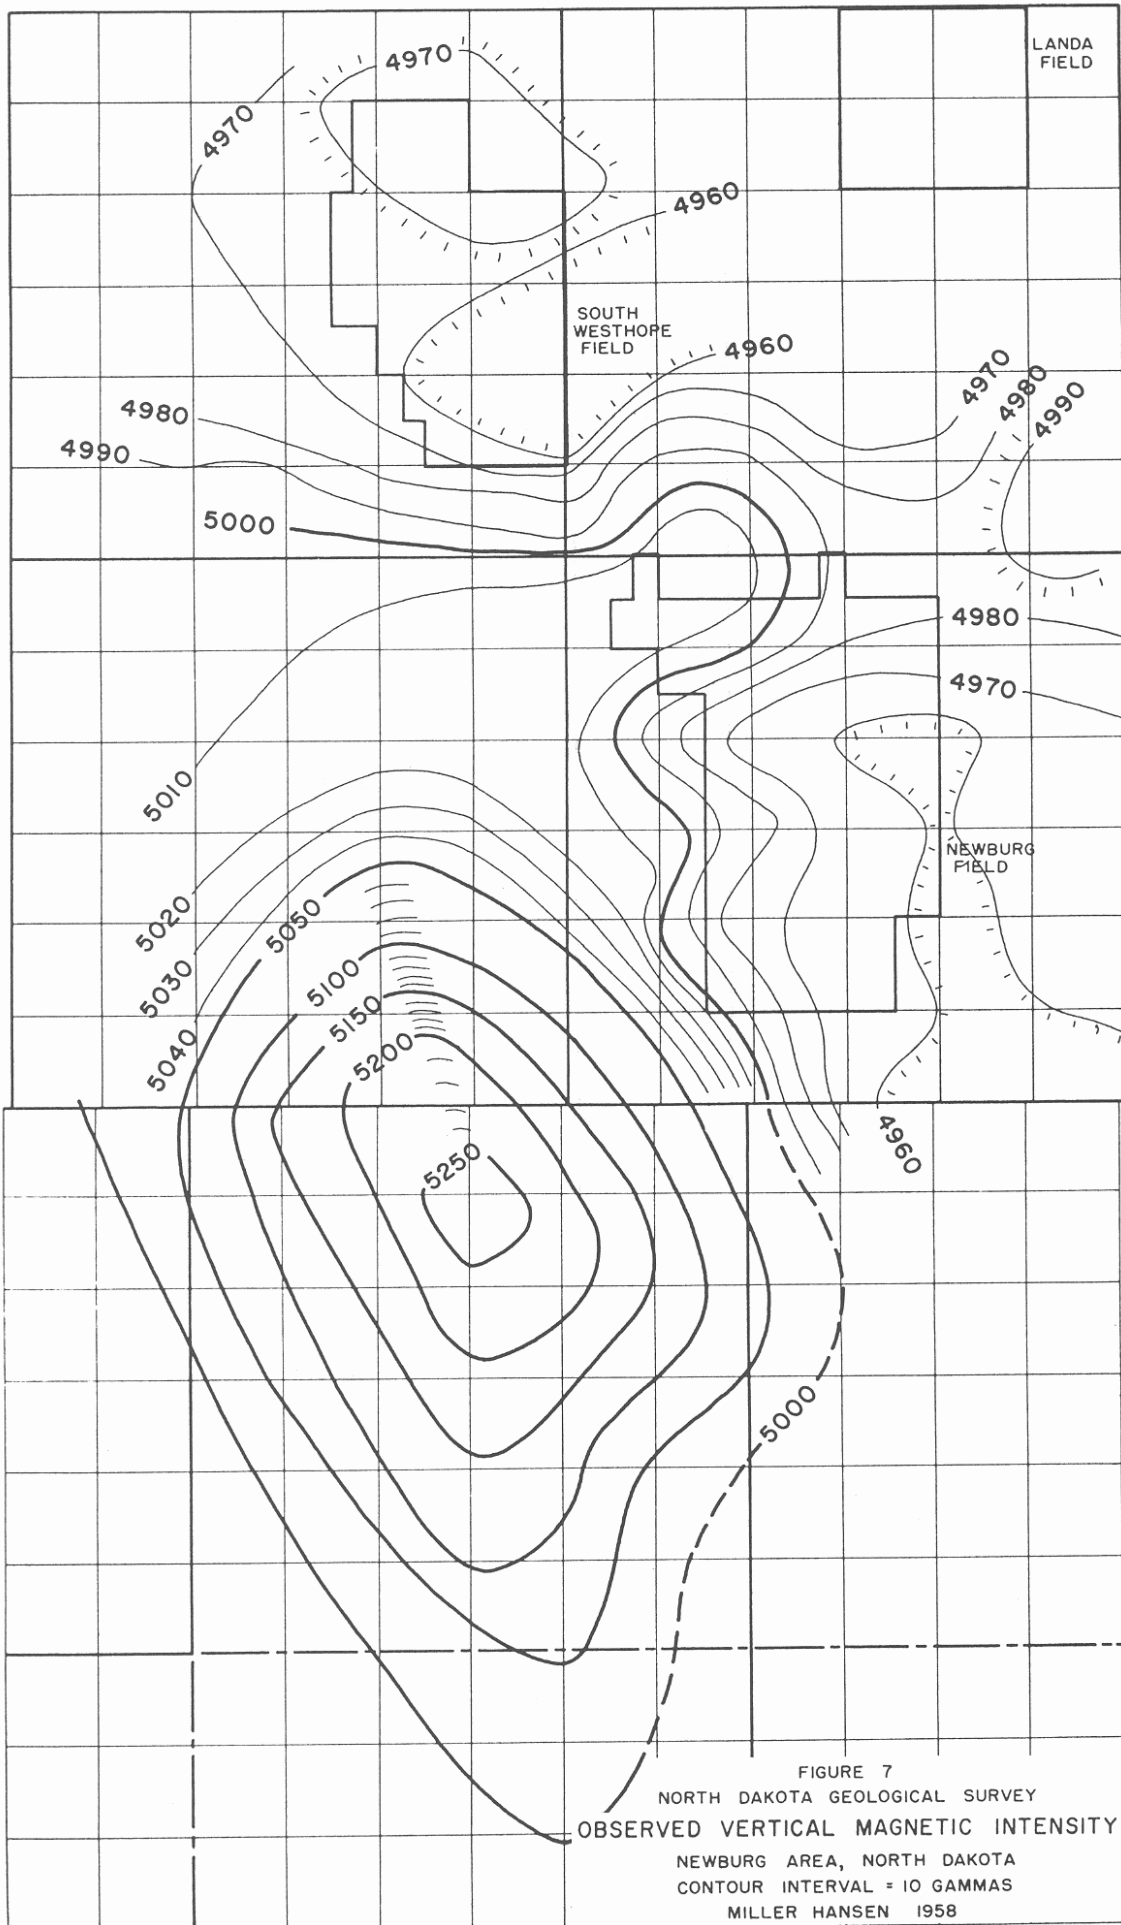 LANDA
FIELD
4970
4970
4960
SOUTH
WESTHOPE
FIELD
4960
4970
4980
4990
4980
4990
5000
4980
4970
5010
NEWBURG
FIELD
5020
5050
5030
5100
5150
5040
5200
4960
5250
5000
FIGURE 7
NORTH DAKOTA GEOLOGICAL SURVEY
OBSERVED VERTICAL MAGNETIC INTENSITY
NEWBURG AREA, NORTH DAKOTA
CONTOUR INTERVAL = 10 GAMMAS
MILLER HANSEN 1958